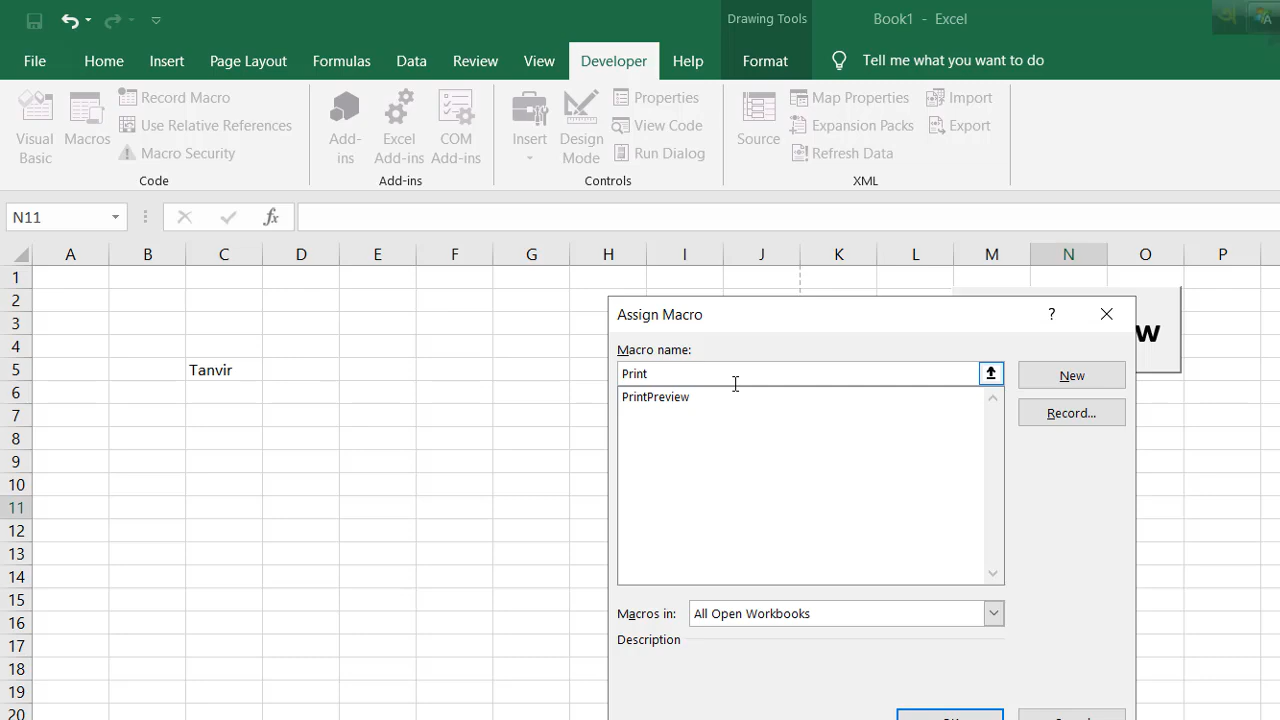 Drawing Tools
Book1 - Excel
File Home Insert Page Layout Formulas Data Review View Developer Help Format Tell me what you want to do
Visual Basic
Macros
Record Macro
Use Relative References
Macro Security
Code
Add-ins
Excel Add-ins
COM Add-ins
Add-ins
Insert
Design Mode
Properties
View Code
Run Dialog
Controls
Source
Map Properties
Expansion Packs
Refresh Data
Import
Export
XML
N11
fx
A B C D E F G H I J K L M N O P
1
2
3
4
5 Tanvir
6
7
8
9
10
11
12
13
14
15
16
17
18
19
20
w
Assign Macro ?
Macro name:
Print
PrintPreview
New
Record...
Macros in: All Open Workbooks
Description